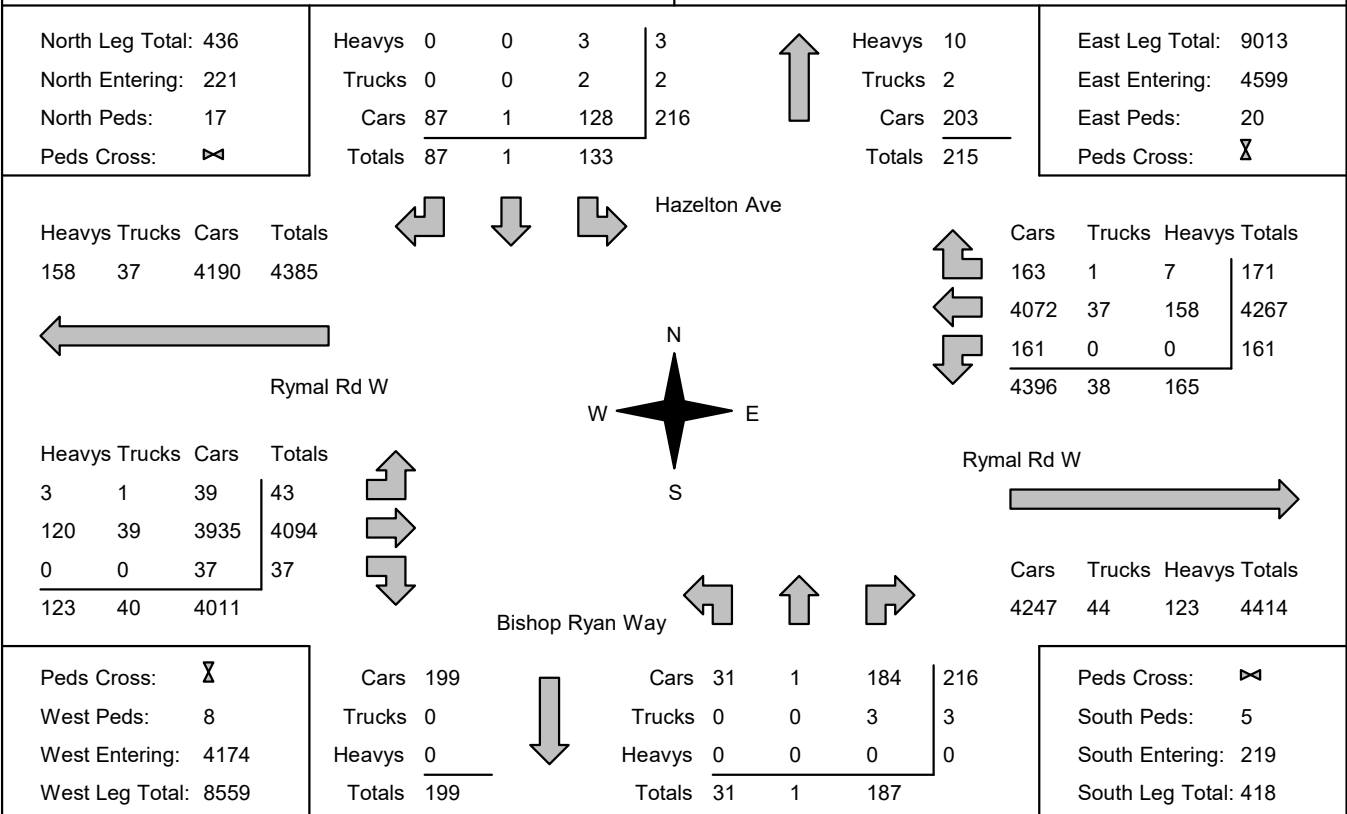 North Leg Total: 436
North Entering: 221
North Peds: 17
Peds Cross:
Heavys 0 0 3 3
Trucks 0 0 2 2
Cars 87 1 128 216
Totals 87 1 133
Heavys 10
Trucks 2
Cars 203
Totals 215
East Leg Total: 9013
East Entering: 4599
East Peds: 20
Peds Cross:
Hazelton Ave
Heavys Trucks Cars Totals
158 37 4190 4385
Cars Trucks Heavys Totals
163 1 7 171
4072 37 158 4267
161 0 0 161
4396 38 165
Rymal Rd W
N
W E
S
Heavys Trucks Cars Totals
3 1 39 43
120 39 3935 4094
0 0 37 37
123 40 4011
Rymal Rd W
Cars Trucks Heavys Totals
4247 44 123 4414
Bishop Ryan Way
Peds Cross:
West Peds: 8
West Entering: 4174
West Leg Total: 8559
Cars 199
Trucks 0
Heavys 0
Totals 199
Cars 31 1 184 216
Trucks 0 0 3 3
Heavys 0 0 0 0
Totals 31 1 187
Peds Cross:
South Peds: 5
South Entering: 219
South Leg Total: 418